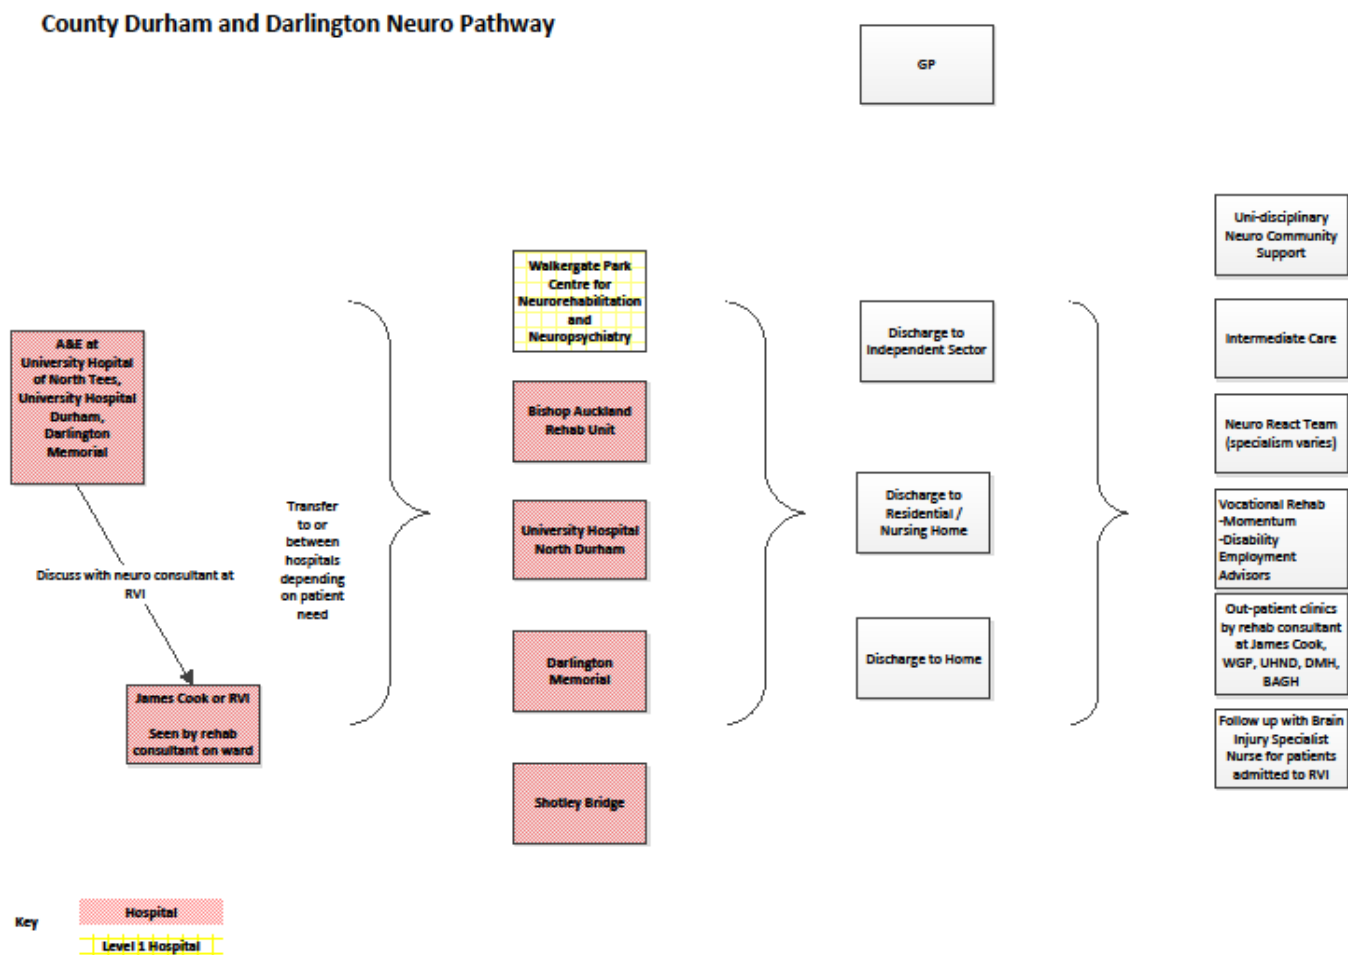 County Durham and Darlington Neuro Pathway
GP
A&E at
University Hopital
of North Tees,
University Hospital
Durham,
Darlington
Memorial
Discuss with neuro consultant at
RVI
James Cook or RVI
Seen by rehab
consultant on ward
Transfer
to or
between
hospitals
depending
on patient
need
Walkergate Park
Centre for
Neurorehabilitation
and
Neuropsychiatry
Bishop Auckland
Rehab Unit
University Hospital
North Durham
Darlington
Memorial
Shotley Bridge
Discharge to
Independent Sector
Discharge to
Residential /
Nursing Home
Discharge to Home
Uni-disciplinary
Neuro Community
Support
Intermediate Care
Neuro React Team
(specialism varies)
Vocational Rehab
-Momentum
-Disability
Employment
Advisors
Out-patient clinics
by rehab consultant
at James Cook,
WGP, UHND, DMH,
BAGH
Follow up with Brain
Injury Specialist
Nurse for patients
admitted to RVI
Key
Hospital
Level 1 Hospital